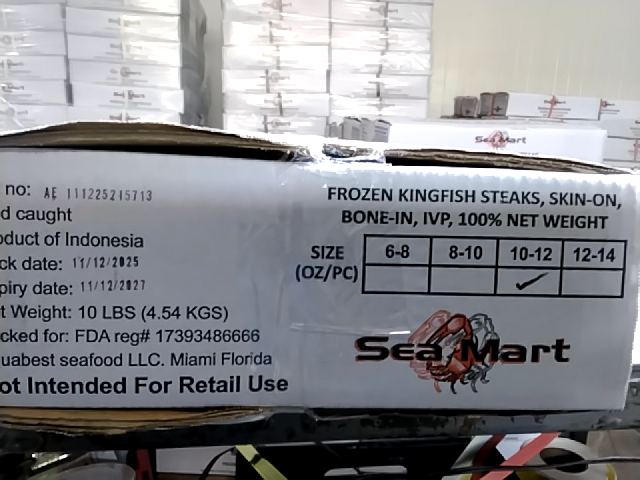 Sea Mart
no: AE 111225215713
d caught
oduct of Indonesia
ck date: 11/12/2025
piry date: 11/12/2027
t Weight: 10 LBS (4.54 KGS)
cked for: FDA reg# 17393486666
uabest seafood LLC. Miami Florida
ot Intended For Retail Use
FROZEN KINGFISH STEAKS, SKIN-ON,
BONE-IN, IVP, 100% NET WEIGHT
SIZE (OZ/PC)
6-8 8-10 10-12 12-14
Sea Mart